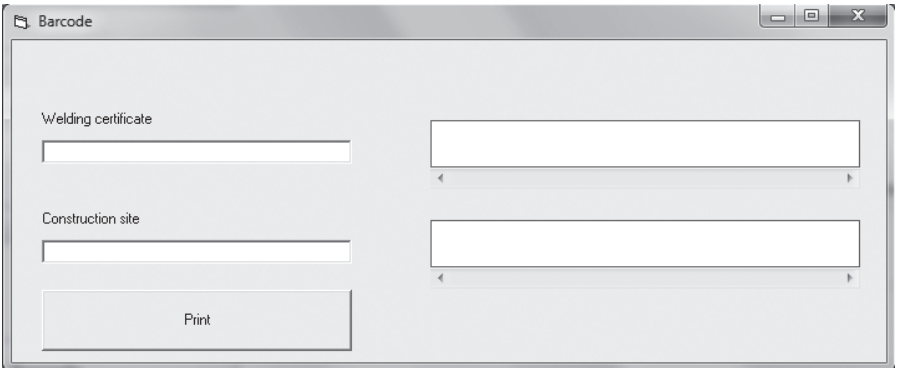 Barcode
Welding certificate
Construction site
Print